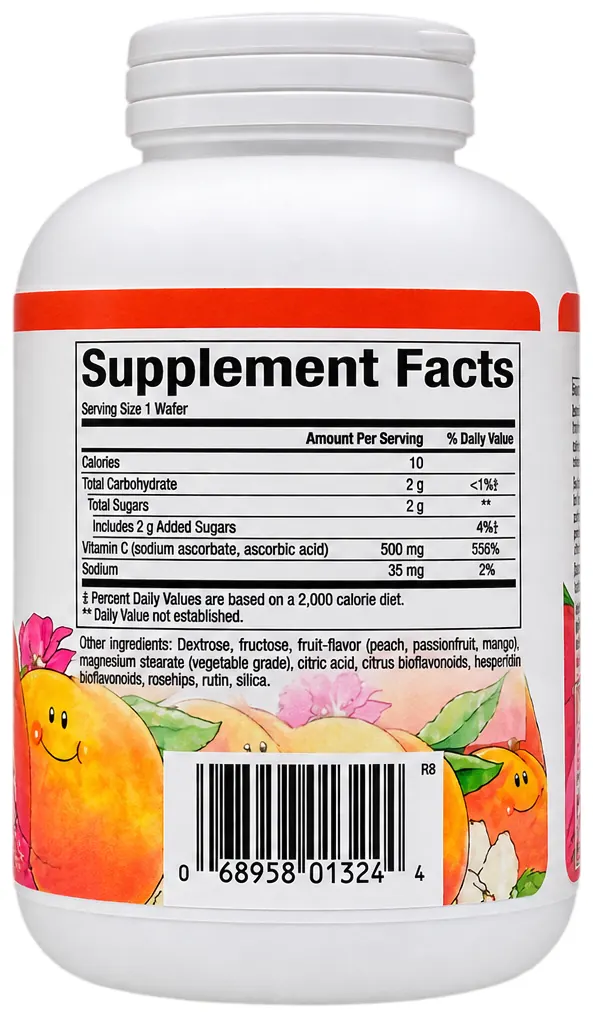 Supplement Facts
Serving Size 1 Wafer
Amount Per Serving % Daily Value
Calories 10
Total Carbohydrate 2 g <1%‡
Total Sugars 2 g **
Includes 2 g Added Sugars 4%‡
Vitamin C (sodium ascorbate, ascorbic acid) 500 mg 556%
Sodium 35 mg 2%
‡ Percent Daily Values are based on a 2,000 calorie diet.
** Daily Value not established.
Other ingredients: Dextrose, fructose, fruit-flavor (peach, passionfruit, mango),
magnesium stearate (vegetable grade), citric acid, citrus bioflavonoids, hesperidin
bioflavonoids, rosehips, rutin, silica.
R8
0 68958 01324 4